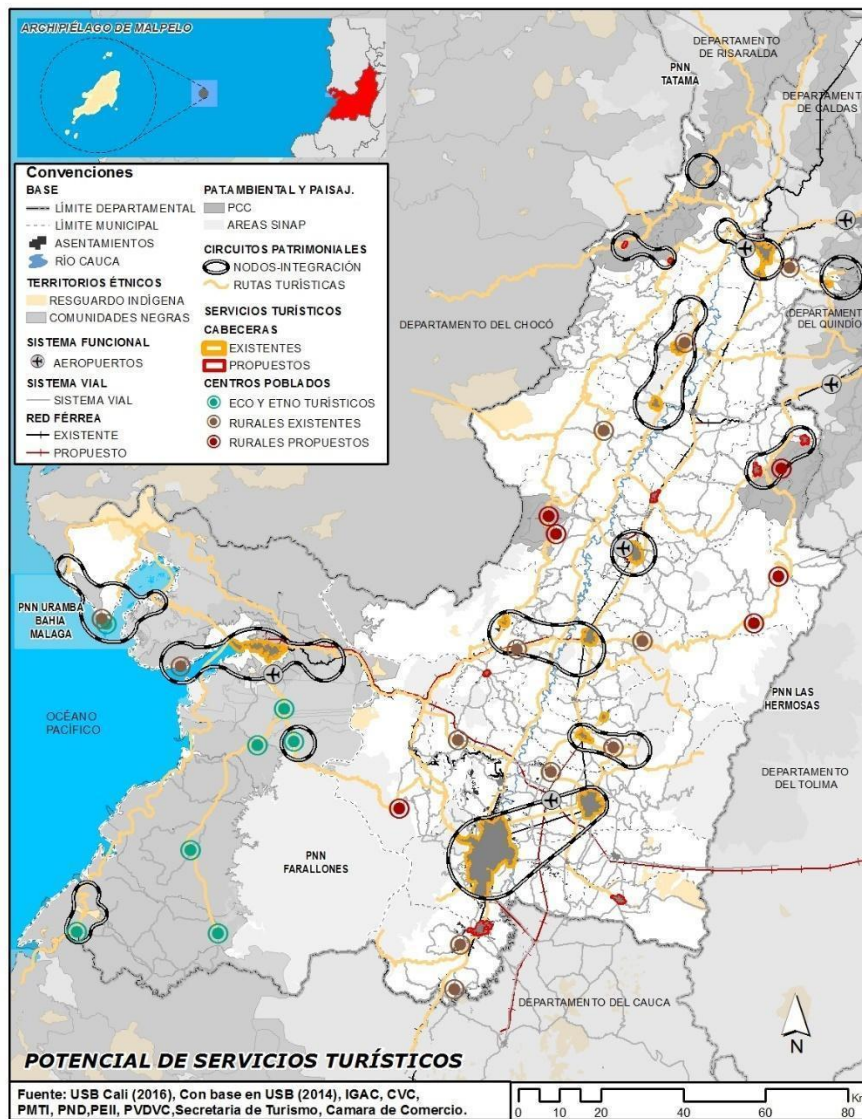 ARCHIPIÉLAGO DE MALPELO
Convenciones
BASE
LÍMITE DEPARTAMENTAL
LÍMITE MUNICIPAL
ASENTAMIENTOS
RÍO CAUCA
TERRITORIOS ÉTNICOS
RESGUARDO INDÍGENA
COMUNIDADES NEGRAS
SISTEMA FUNCIONAL
AEROPUERTOS
SISTEMA VIAL
SISTEMA VIAL
RED FÉRREA
EXISTENTE
PROPUESTO
PAT.AMBIENTAL Y PAISAJ.
PCC
AREAS SINAP
CIRCUITOS PATRIMONIALES
NODOS-INTEGRACIÓN
RUTAS TURÍSTICAS
SERVICIOS TURÍSTICOS
CABECERAS
EXISTENTES
PROPUESTOS
CENTROS POBLADOS
ECO Y ETNO TURÍSTICOS
RURALES EXISTENTES
RURALES PROPUESTOS
DEPARTAMENTO
DE RISARALDA
PNN
TATAMA
DEPARTAMENTO
DE CALDAS
DEPARTAMENTO DEL CHOCÓ
DEPARTAMENTO
DEL QUINDÍO
PNN URAMBA
BAHIA
MALAGA
OCÉANO
PACÍFICO
PNN LAS
HERMOSAS
DEPARTAMENTO
DEL TOLIMA
PNN
FARALLONES
DEPARTAMENTO DEL CAUCA
N
POTENCIAL DE SERVICIOS TURÍSTICOS
Fuente: USB Cali (2016), Con base en USB (2014), IGAC, CVC,
PMTI, PND,PEII, PVDVC,Secretaria de Turismo, Camara de Comercio.
0 10 20 40 60 80